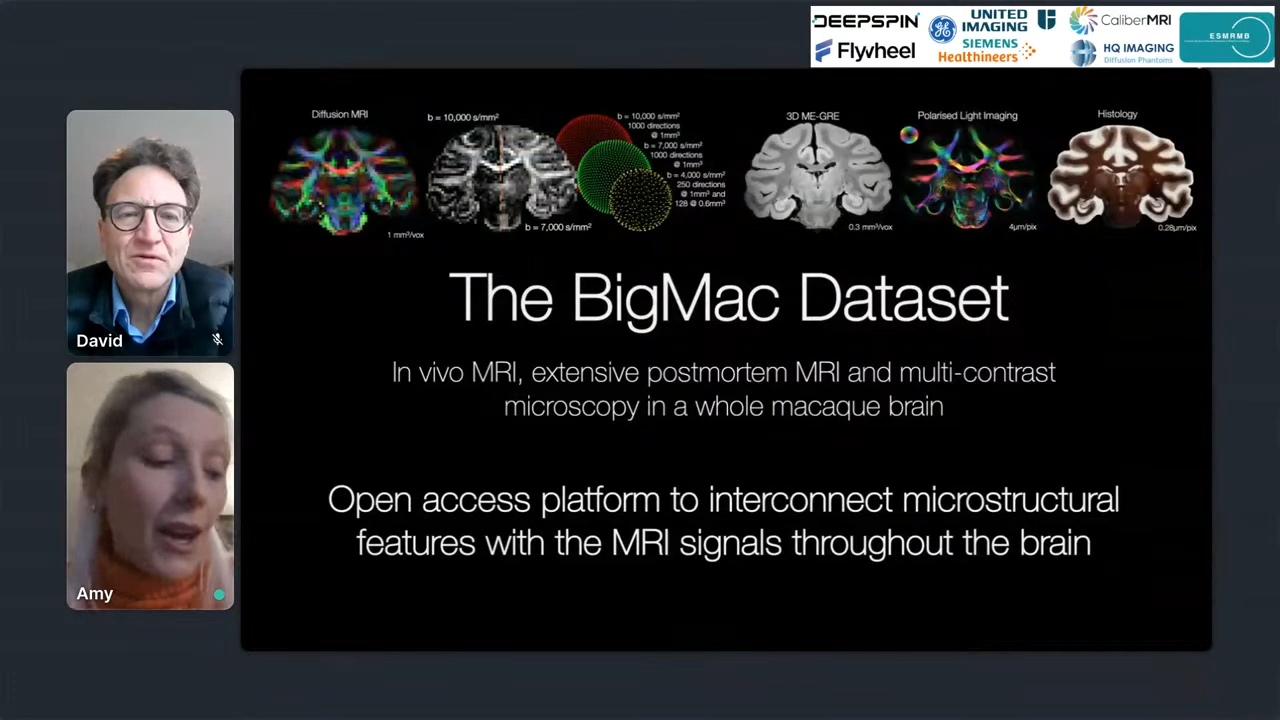 DEEPSPIN
UNITED
IMAGING
CaliberMRI
ESMRMB
Flywheel
SIEMENS
Healthineers
HQ IMAGING
Diffusion Phantoms
Diffusion MRI
b = 10,000 s/mm²
b = 10,000 s/mm²
1000 directions
@ 1mm³
b = 7,000 s/mm²
1000 directions
@ 1mm³
b = 4,000 s/mm²
250 directions
@ 1mm³ and
128 @ 0.6mm³
3D ME-GRE
Polarised Light Imaging
Histology
1 mm³/vox
b = 7,000 s/mm²
0.3 mm³/vox
4µm/pix
0.28µm/pix
The BigMac Dataset
In vivo MRI, extensive postmortem MRI and multi-contrast
microscopy in a whole macaque brain
Open access platform to interconnect microstructural
features with the MRI signals throughout the brain
David
Amy